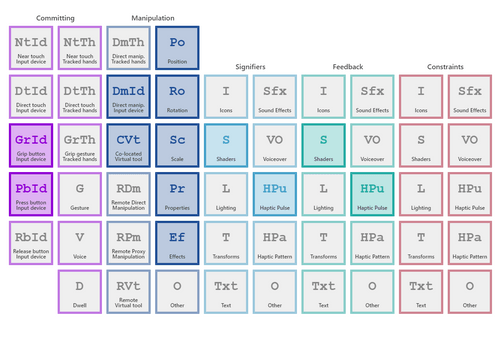 Committing Manipulation
NtId NtTh DmTh Po
Near touch Near touch Direct manip. Position
Input device Tracked hands Tracked hands
Signifiers Feedback Constraints
DtId DtTh DmId Ro I Sfx I Sfx I Sfx
Direct touch Direct touch Direct manip. Rotation Icons Sound Effects Icons Sound Effects Icons Sound Effects
Input device Tracked hands Input device
GrId GrTh CVt Sc S VO S VO S VO
Grip button Grip gesture Co-located Scale Shaders Voiceover Shaders Voiceover Shaders Voiceover
Input device Tracked hands Virtual tool
PbId G RDm Pr L HPu L HPu L HPu
Press button Gesture Remote Direct Properties Lighting Haptic Pulse Lighting Haptic Pulse Lighting Haptic Pulse
Input device Manipulation
RbId V RPm Ef T HPa T HPa T HPa
Release button Voice Remote Proxy Effects Transforms Haptic Pattern Transforms Haptic Pattern Transforms Haptic Pattern
Input device Manipulation
D RVt O Txt O Txt O Txt O
Dwell Remote Other Text Other Text Other Text Other
Virtual tool